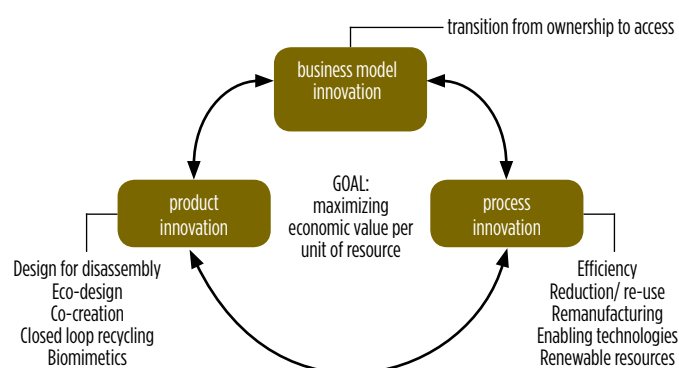 transition from ownership to access
business model
innovation
GOAL:
maximizing
economic value per
unit of resource
product
innovation
process
innovation
Design for disassembly
Eco-design
Co-creation
Closed loop recycling
Biomimetics
Efficiency
Reduction/ re-use
Remanufacturing
Enabling technologies
Renewable resources